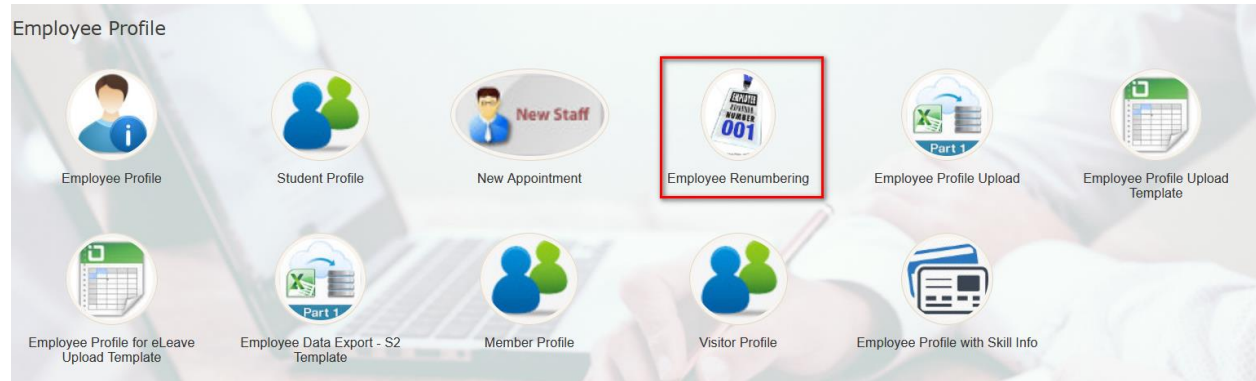 Employee Profile
New Staff
EMPLOYEE
NUMBER
001
Part 1
Employee Profile
Student Profile
New Appointment
Employee Renumbering
Employee Profile Upload
Employee Profile Upload
Template
Part 1
Employee Profile for eLeave
Upload Template
Employee Data Export - S2
Template
Member Profile
Visitor Profile
Employee Profile with Skill Info